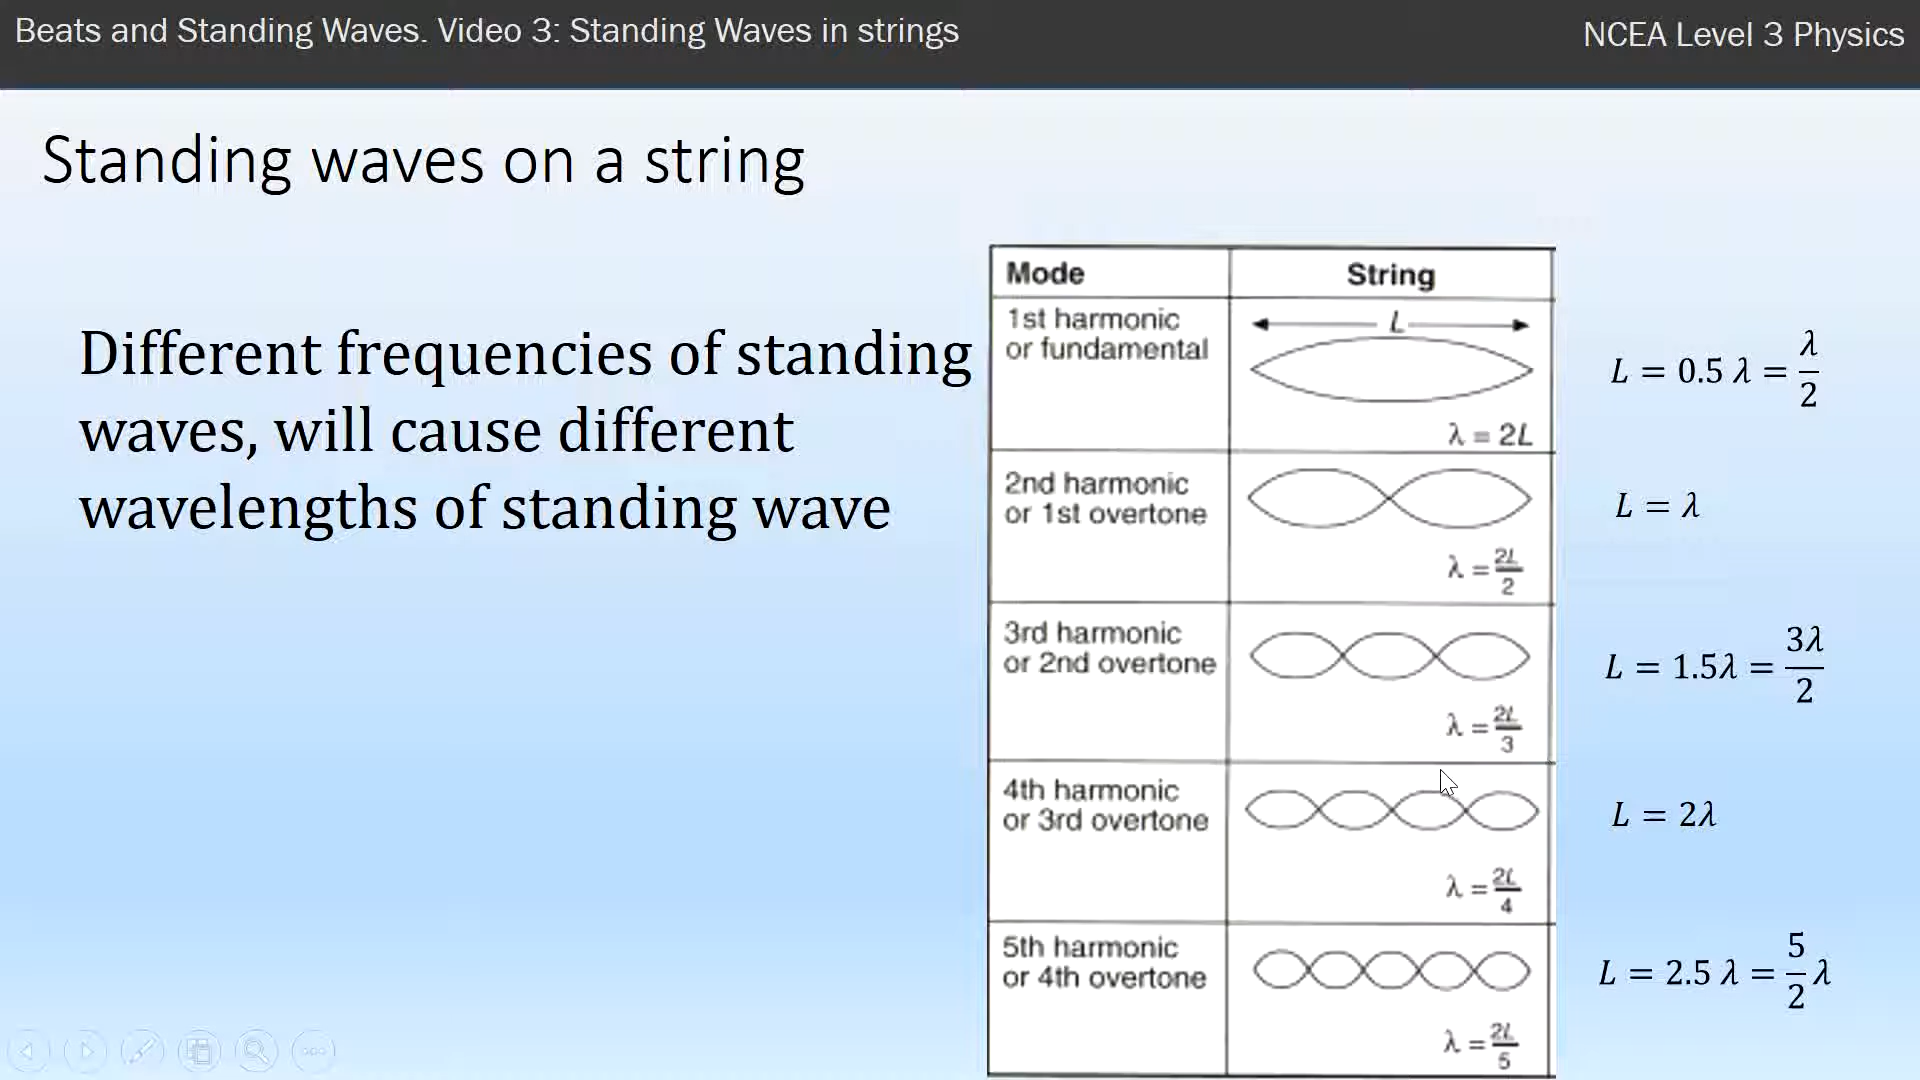 Beats and Standing Waves. Video 3: Standing Waves in strings
NCEA Level 3 Physics
Standing waves on a string
Different frequencies of standing
waves, will cause different
wavelengths of standing wave
Mode
String
1st harmonic
or fundamental
L
λ = 2L
L = 0.5 λ = λ/2
2nd harmonic
or 1st overtone
λ = 2L/2
L = λ
3rd harmonic
or 2nd overtone
λ = 2L/3
L = 1.5λ = 3λ/2
4th harmonic
or 3rd overtone
λ = 2L/4
L = 2λ
5th harmonic
or 4th overtone
λ = 2L/5
L = 2.5 λ = 5/2 λ